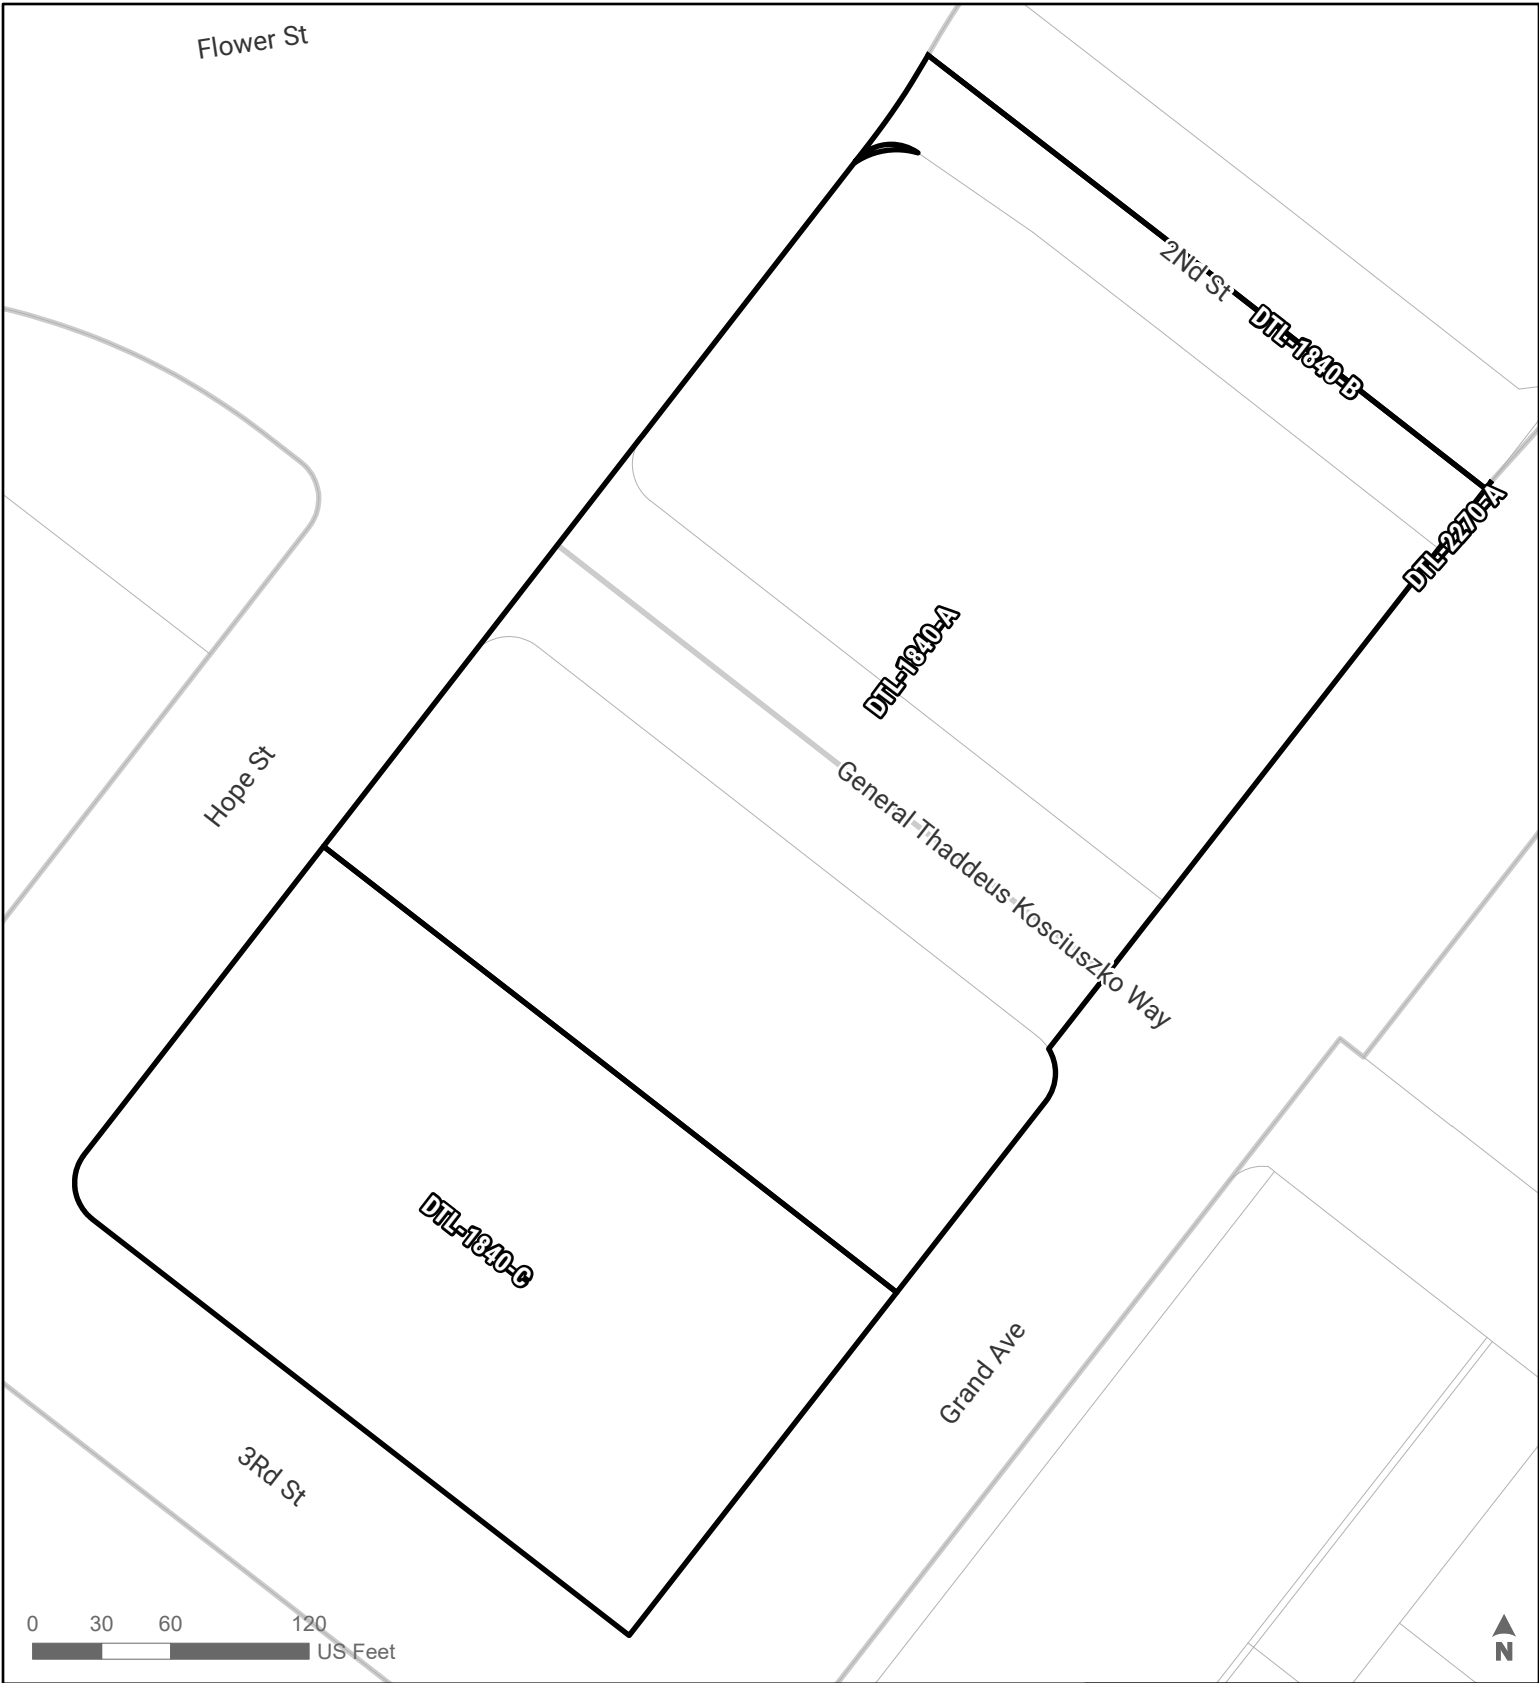 Flower St
2Nd St
DTL-1840-B
DTL-2270-A
DTL-1840-A
Hope St
General Thaddeus Kosciuszko Way
DTL-1840-C
Grand Ave
3Rd St
0 30 60 120
US Feet
N